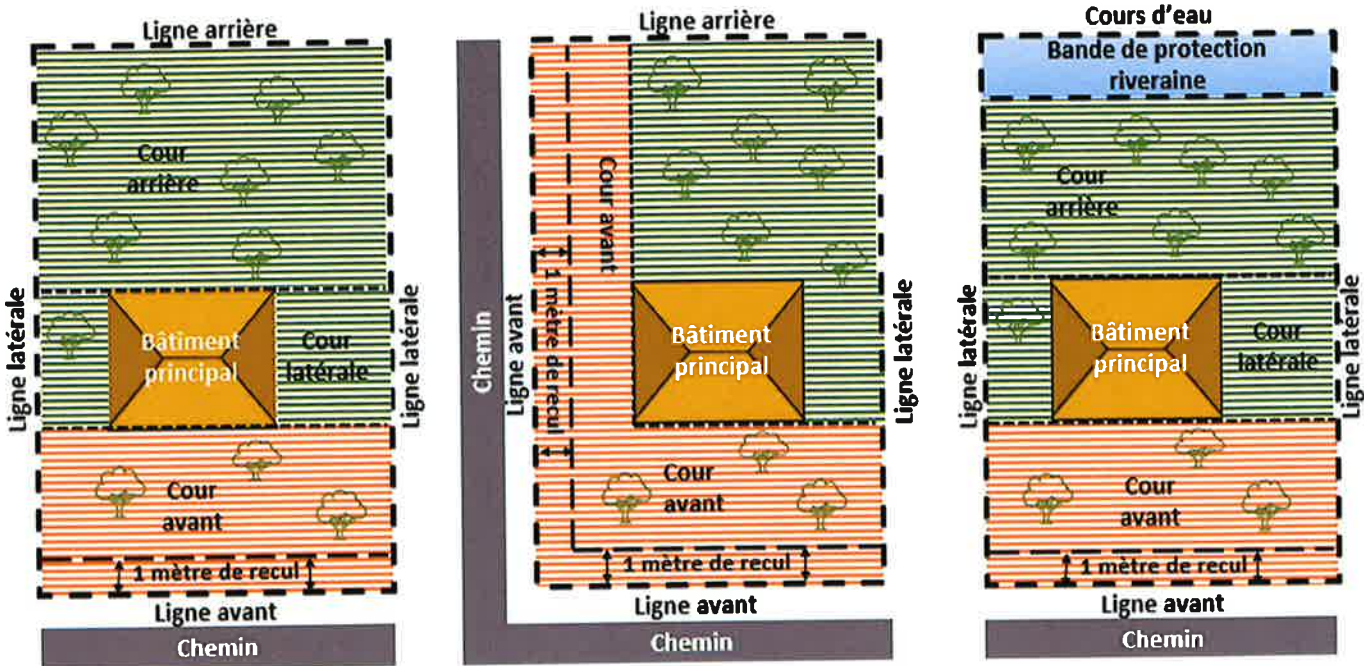 Ligne arrière
Cour
arrière
Ligne latérale
Bâtiment
principal
Cour
latérale
Ligne latérale
Cour
avant
1 mètre de recul
Ligne avant
Chemin
Ligne arrière
Chemin
Ligne avant
1 mètre de recul
Cour avant
Bâtiment
principal
Ligne latérale
Cour
avant
1 mètre de recul
Ligne avant
Chemin
Cours d'eau
Bande de protection
riveraine
Cour
arrière
Ligne latérale
Bâtiment
principal
Cour
latérale
Ligne latérale
Cour
avant
1 mètre de recul
Ligne avant
Chemin